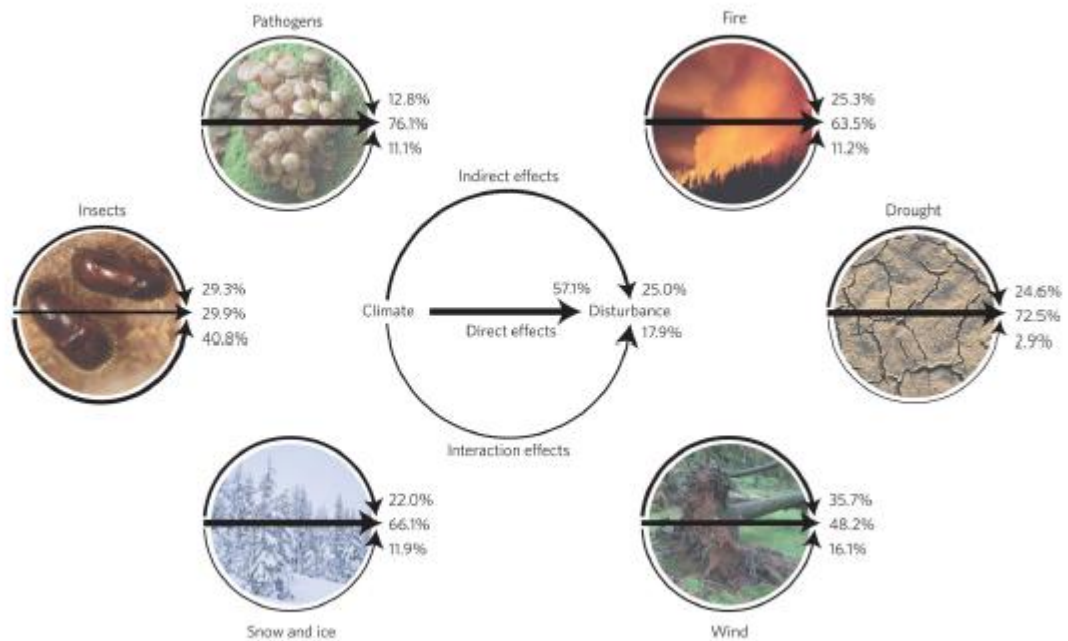 Pathogens
12.8%
76.1%
11.1%
Fire
25.3%
63.5%
11.2%
Insects
29.3%
29.9%
40.8%
Indirect effects
Climate
57.1%
25.0%
Disturbance
Direct effects
17.9%
Interaction effects
Drought
24.6%
72.5%
2.9%
22.0%
66.1%
11.9%
Snow and ice
35.7%
48.2%
16.1%
Wind